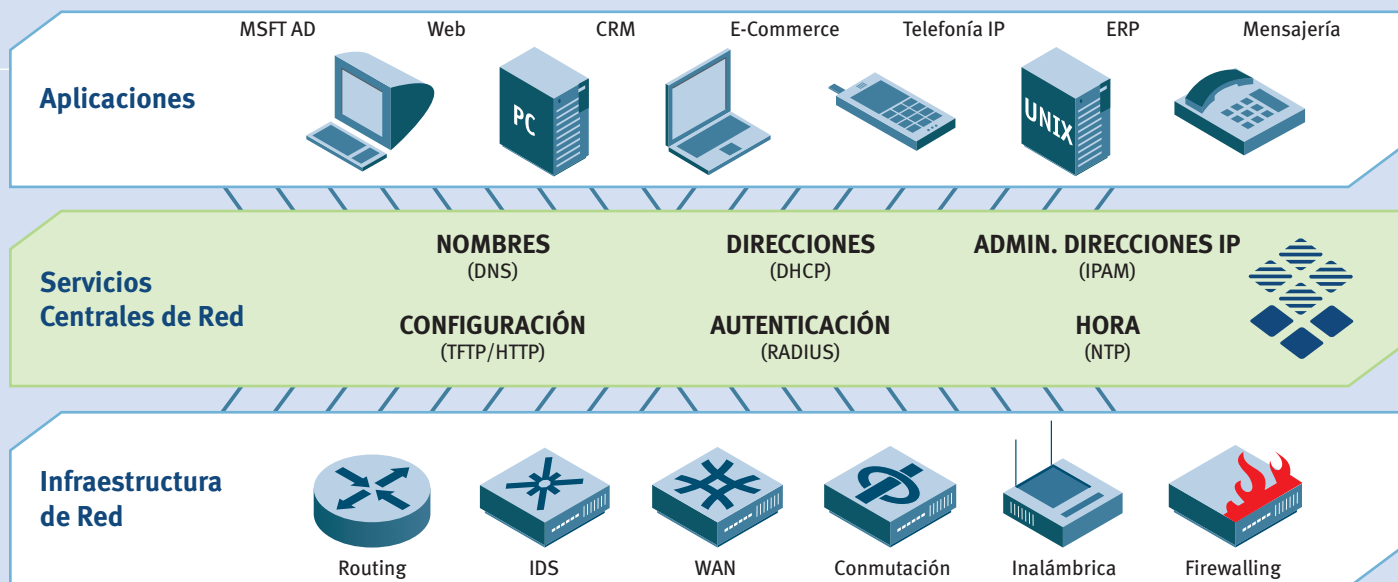 MSFT AD Web CRM E-Commerce Telefonía IP ERP Mensajería
Aplicaciones
PC
UNIX
NOMBRES
(DNS)
DIRECCIONES
(DHCP)
ADMIN. DIRECCIONES IP
(IPAM)
Servicios
Centrales de Red
CONFIGURACIÓN
(TFTP/HTTP)
AUTENTICACIÓN
(RADIUS)
HORA
(NTP)
Infraestructura
de Red
Routing IDS WAN Conmutación Inalámbrica Firewalling